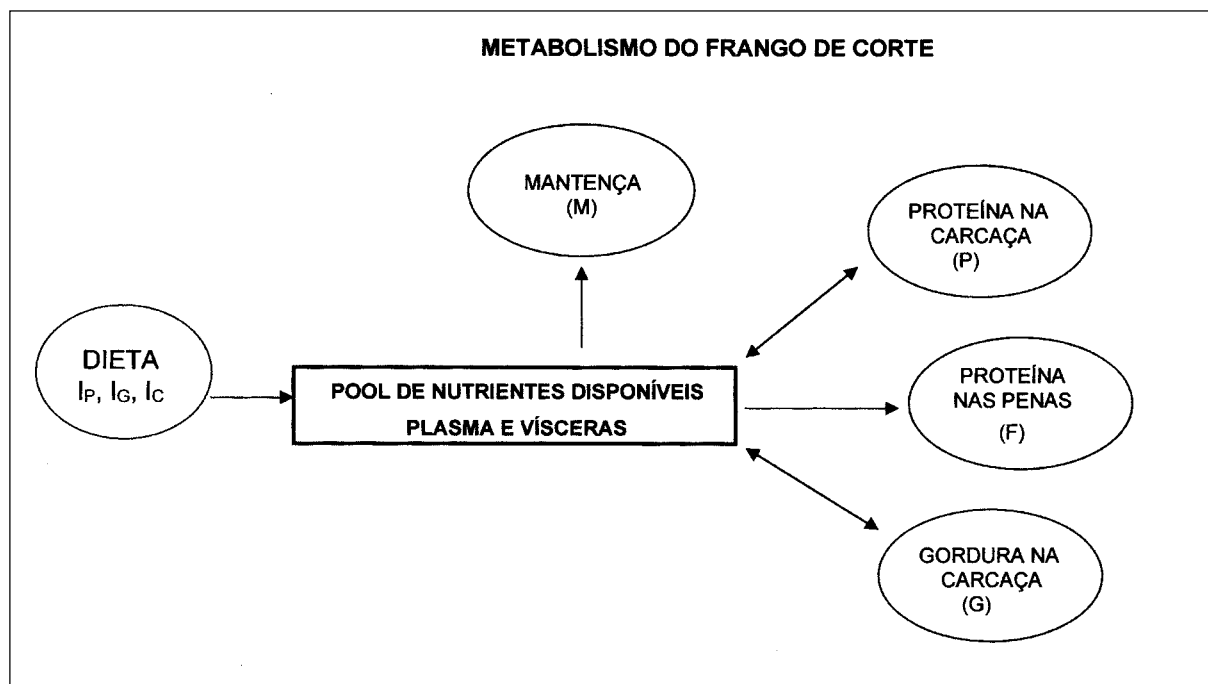 METABOLISMO DO FRANGO DE CORTE
MANTENÇA
(M)
PROTEÍNA NA
CARCAÇA
(P)
DIETA
IP, IG, IC
POOL DE NUTRIENTES DISPONÍVEIS
PLASMA E VÍSCERAS
PROTEÍNA
NAS PENAS
(F)
GORDURA NA
CARCAÇA
(G)